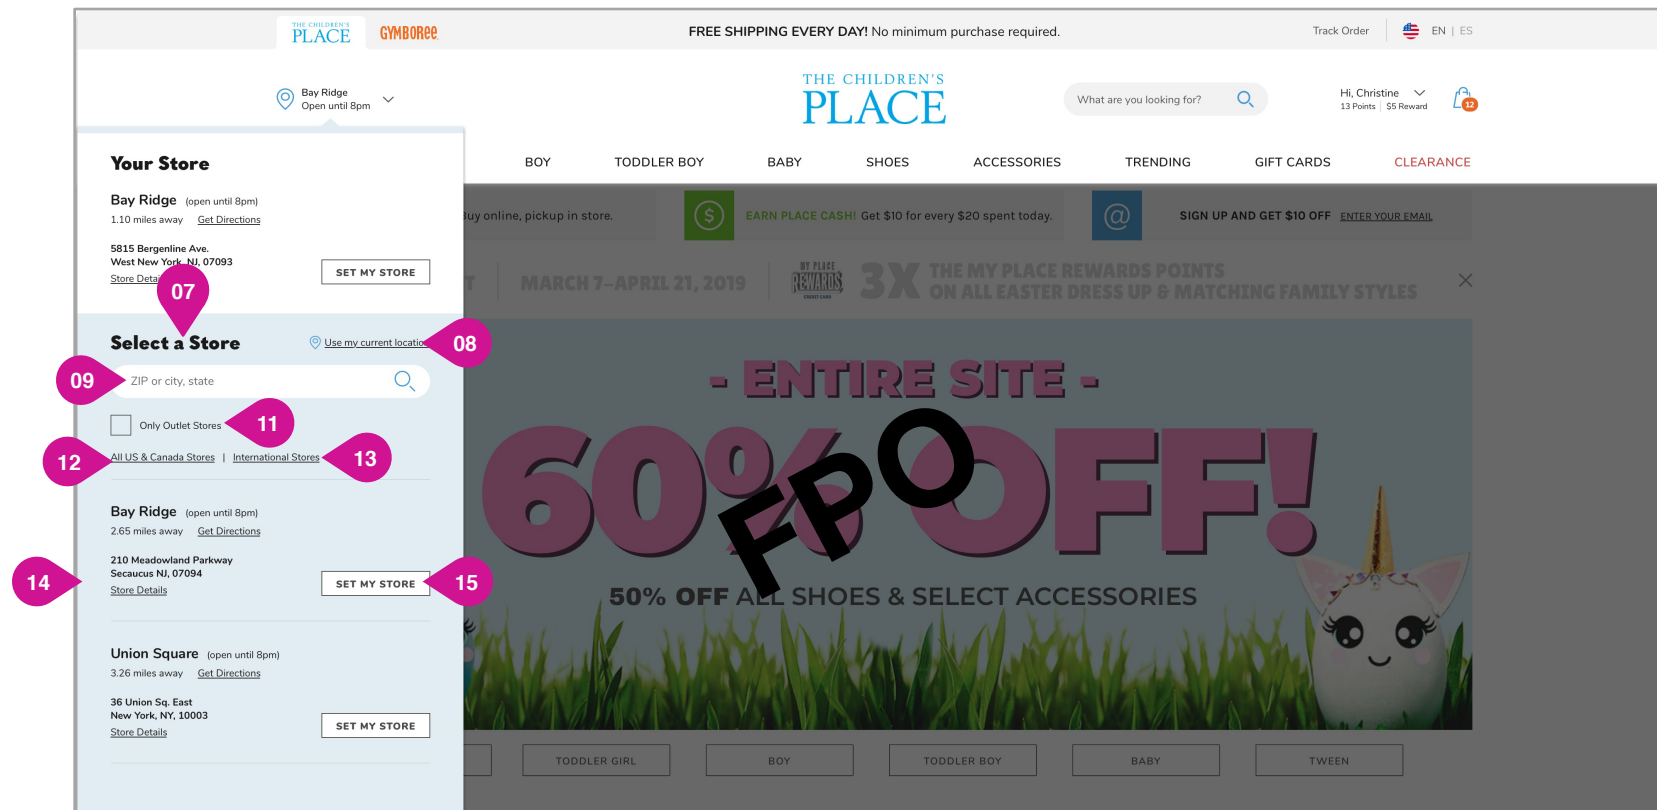 THE CHILDREN'S
PLACE
GYMBOREE
FREE SHIPPING EVERY DAY! No minimum purchase required.
Track Order
EN | ES
Bay Ridge
Open until 8pm
THE CHILDREN'S
PLACE
What are you looking for?
Hi, Christine
13 Points | $5 Reward
12
BOY
TODDLER BOY
BABY
SHOES
ACCESSORIES
TRENDING
GIFT CARDS
CLEARANCE
Your Store
Bay Ridge (open until 8pm)
1.10 miles away Get Directions
5815 Bergenline Ave.
West New York, NJ, 07093
Store
SET MY STORE
07
Select a Store
Use my current location
08
09
ZIP or city, state
Only Outlet Stores
11
12
All US & Canada Stores | International Stores
13
Bay Ridge (open until 8pm)
2.65 miles away Get Directions
210 Meadowland Parkway
Secaucus NJ, 07094
Store Details
14
SET MY STORE
15
Union Square (open until 8pm)
3.26 miles away Get Directions
36 Union Sq. East
New York, NY, 10003
Store Details
SET MY STORE
Buy online, pickup in store.
$
EARN PLACE CASH! Get $10 for every $20 spent today.
@
SIGN UP AND GET $10 OFF ENTER YOUR EMAIL
MARCH 7-APRIL 21, 2019
MY PLACE
REWARDS
CREDIT CARD
3X THE MY PLACE REWARDS POINTS
ON ALL EASTER DRESS UP & MATCHING FAMILY STYLES
- ENTIRE SITE -
60% OFF!
FPO
50% OFF ALL SHOES & SELECT ACCESSORIES
TODDLER GIRL
BOY
TODDLER BOY
BABY
TWEEN